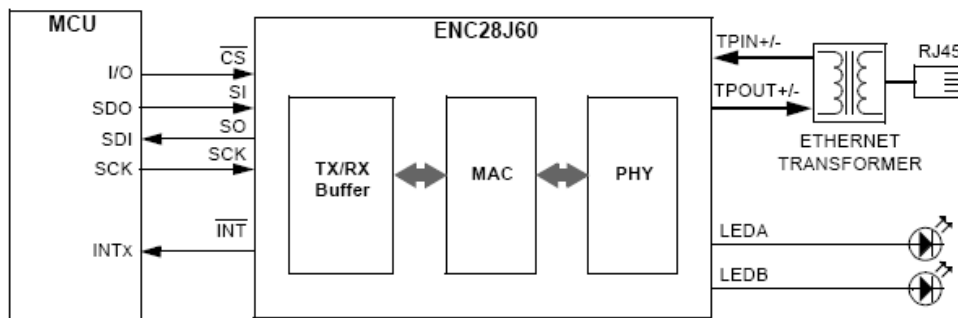 MCU
I/O
SDO
SDI
SCK
INTx
CS
SI
SO
SCK
INT
ENC28J60
TX/RX
Buffer
MAC
PHY
TPIN+/-
TPOUT+/-
RJ45
ETHERNET
TRANSFORMER
LEDA
LEDB